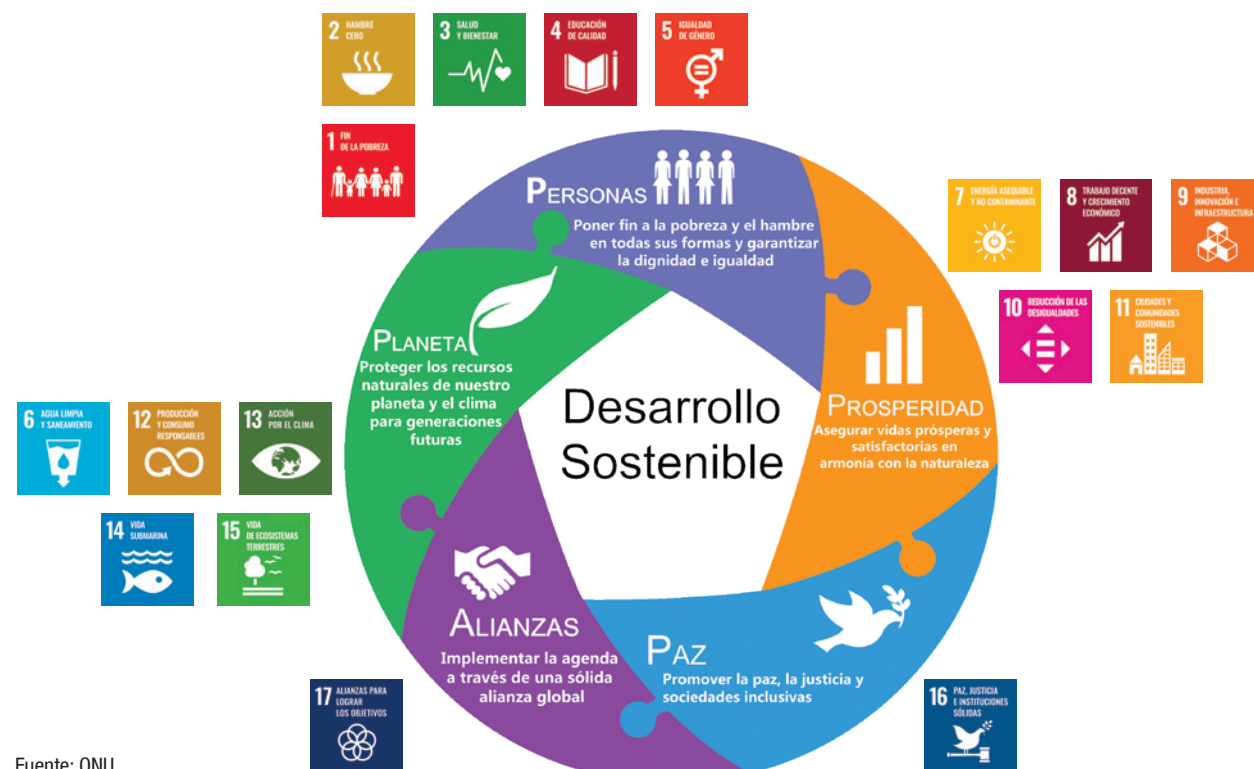 2 HAMBRE
CERO
3 SALUD
Y BIENESTAR
4 EDUCACIÓN
DE CALIDAD
5 IGUALDAD
DE GÉNERO
1 FIN
DE LA POBREZA
PERSONAS
Poner fin a la pobreza y el hambre
en todas sus formas y garantizar
la dignidad e igualdad
7 ENERGÍA ASEQUIBLE
Y NO CONTAMINANTE
8 TRABAJO DECENTE
Y CRECIMIENTO
ECONÓMICO
9 INDUSTRIA,
INNOVACIÓN E
INFRAESTRUCTURA
10 REDUCCIÓN DE LAS
DESIGUALDADES
11 CIUDADES Y
COMUNIDADES
SOSTENIBLES
PLANETA
Proteger los recursos
naturales de nuestro
planeta y el clima
para generaciones
futuras
Desarrollo
Sostenible
PROSPERIDAD
Asegurar vidas prósperas y
satisfactorias en
armonía con la naturaleza
6 AGUA LIMPIA
Y SANEAMIENTO
12 PRODUCCIÓN
Y CONSUMO
RESPONSABLES
13 ACCIÓN
POR EL CLIMA
14 VIDA
SUBMARINA
15 VIDA
DE ECOSISTEMAS
TERRESTRES
ALIANZAS
Implementar la agenda
a través de una sólida
alianza global
PAZ
Promover la paz, la justicia y
sociedades inclusivas
17 ALIANZAS PARA
LOGRAR
LOS OBJETIVOS
16 PAZ, JUSTICIA
E INSTITUCIONES
SÓLIDAS
Fuente: ONU